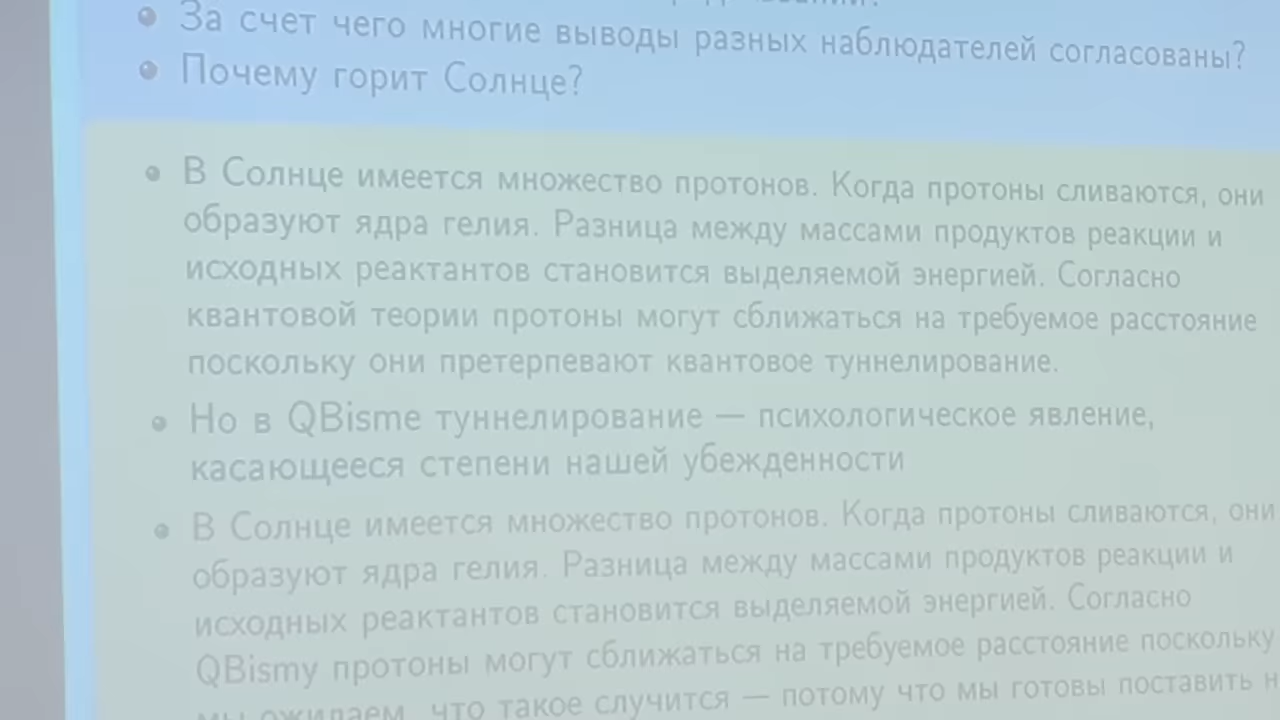 За счет чего многие выводы разных наблюдателей согласованы?
Почему горит Солнце?
В Солнце имеется множество протонов. Когда протоны сливаются, они
образуют ядра гелия. Разница между массами продуктов реакции и
исходных реактантов становится выделяемой энергией. Согласно
квантовой теории протоны могут сближаться на требуемое расстояние
поскольку они претерпевают квантовое туннелирование.
Но в QBisme туннелирование — психологическое явление,
касающееся степени нашей убежденности
В Солнце имеется множество протонов. Когда протоны сливаются, они
образуют ядра гелия. Разница между массами продуктов реакции и
исходных реактантов становится выделяемой энергией. Согласно
QBismy протоны могут сближаться на требуемое расстояние поскольку
мы ожидаем, что такое случится — потому что мы готовы поставить